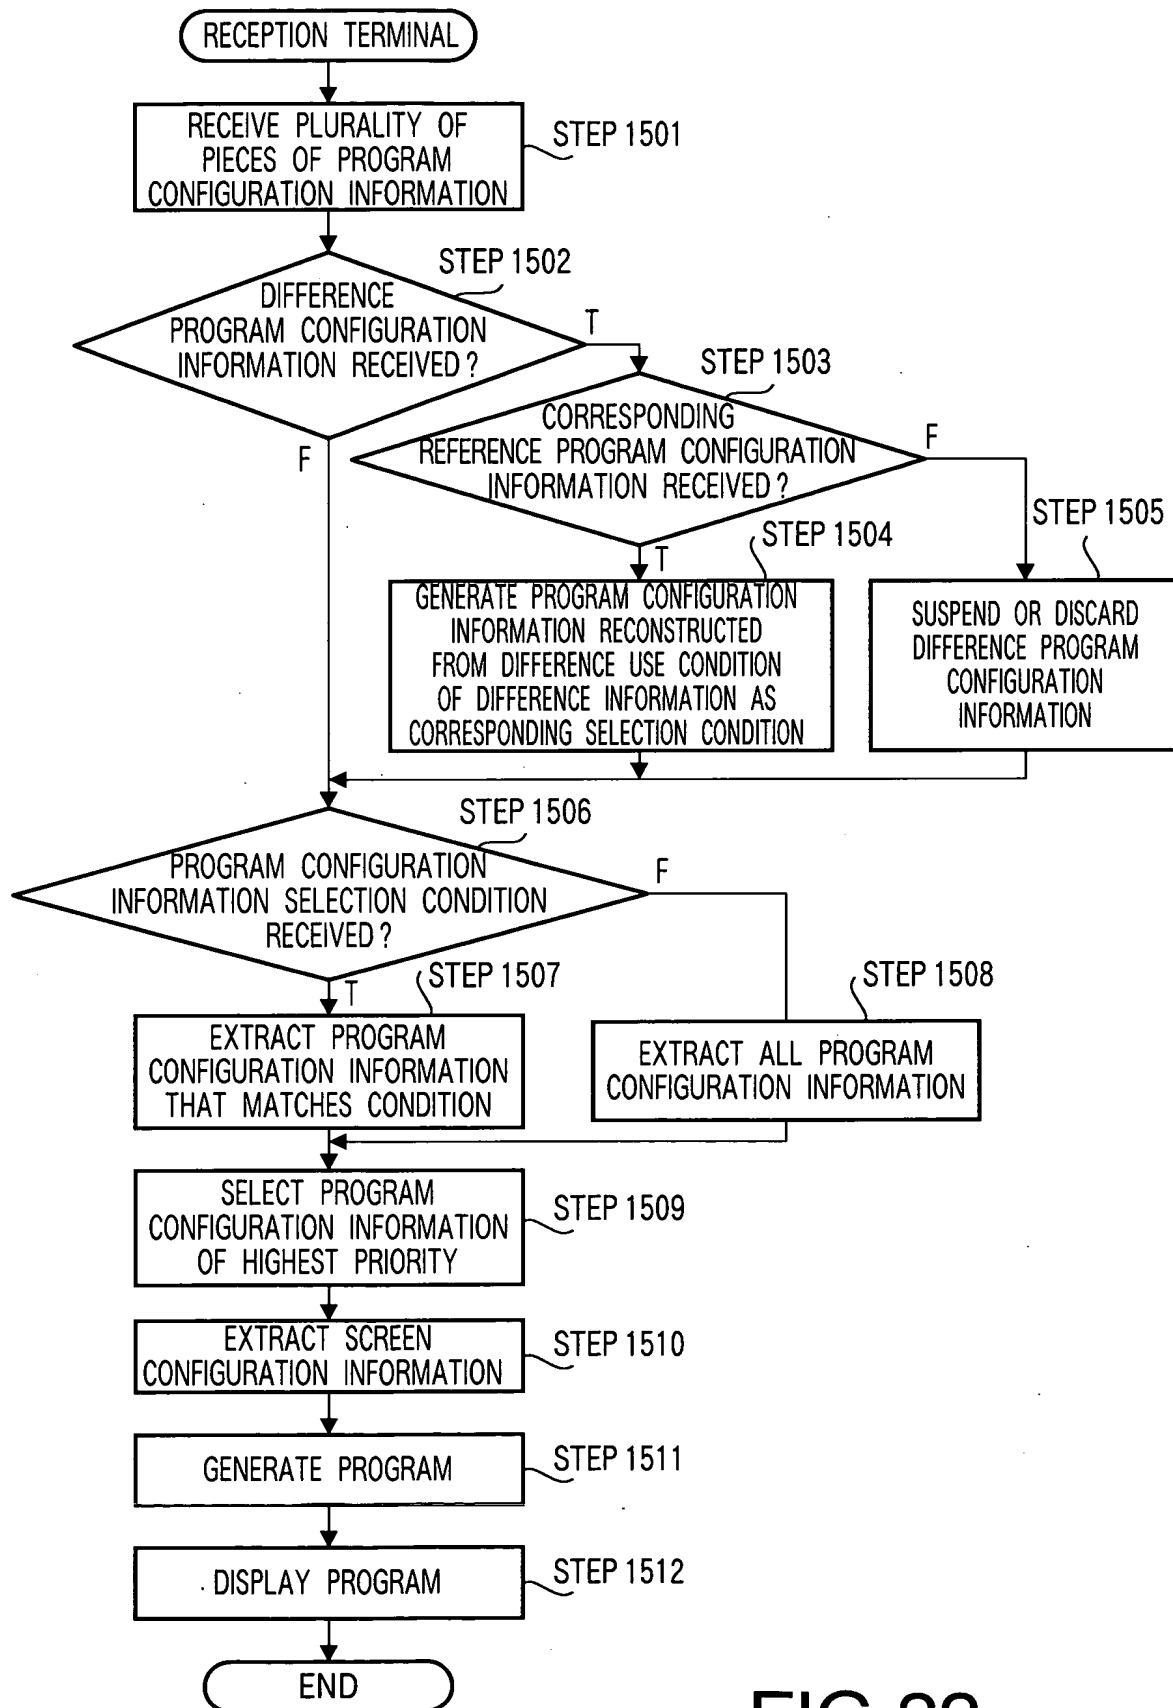 RECEPTION TERMINAL
RECEIVE PLURALITY OF
PIECES OF PROGRAM
CONFIGURATION INFORMATION
STEP 1501
STEP 1502
DIFFERENCE
PROGRAM CONFIGURATION
INFORMATION RECEIVED?
T
F
STEP 1503
CORRESPONDING
REFERENCE PROGRAM CONFIGURATION
INFORMATION RECEIVED?
F
T
STEP 1504
GENERATE PROGRAM CONFIGURATION
INFORMATION RECONSTRUCTED
FROM DIFFERENCE USE CONDITION
OF DIFFERENCE INFORMATION AS
CORRESPONDING SELECTION CONDITION
STEP 1505
SUSPEND OR DISCARD
DIFFERENCE PROGRAM
CONFIGURATION
INFORMATION
STEP 1506
PROGRAM CONFIGURATION
INFORMATION SELECTION CONDITION
RECEIVED?
F
T
STEP 1507
EXTRACT PROGRAM
CONFIGURATION INFORMATION
THAT MATCHES CONDITION
STEP 1508
EXTRACT ALL PROGRAM
CONFIGURATION INFORMATION
SELECT PROGRAM
CONFIGURATION INFORMATION
OF HIGHEST PRIORITY
STEP 1509
EXTRACT SCREEN
CONFIGURATION INFORMATION
STEP 1510
GENERATE PROGRAM
STEP 1511
DISPLAY PROGRAM
STEP 1512
END